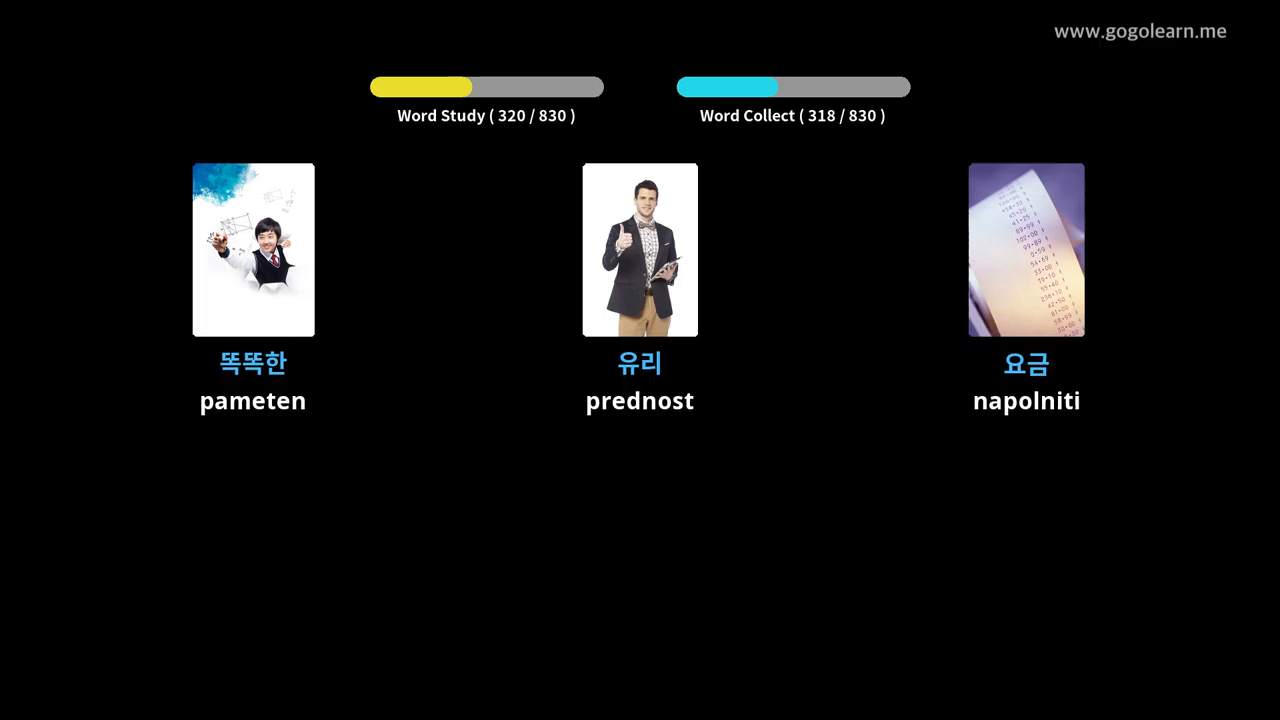 www.gogolearn.me
Word Study ( 320 / 830 )
Word Collect ( 318 / 830 )
똑똑한
유리
요금
pameten
prednost
napolniti